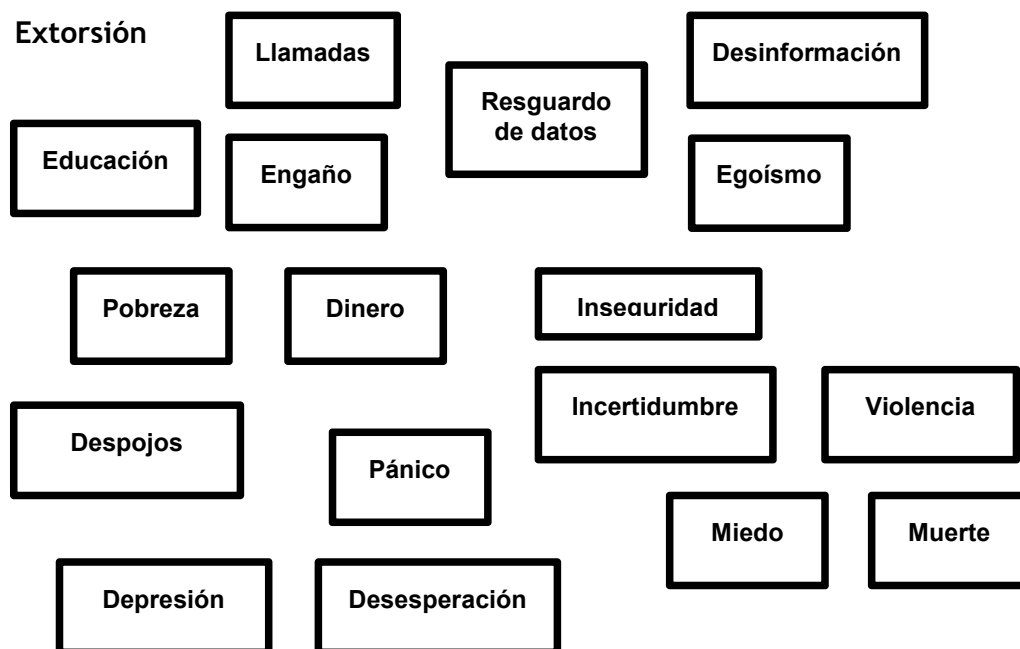 Extorsión
Llamadas
Desinformación
Resguardo
de datos
Educación
Engaño
Egoísmo
Pobreza
Dinero
Inseguridad
Incertidumbre
Violencia
Despojos
Pánico
Miedo
Muerte
Depresión
Desesperación